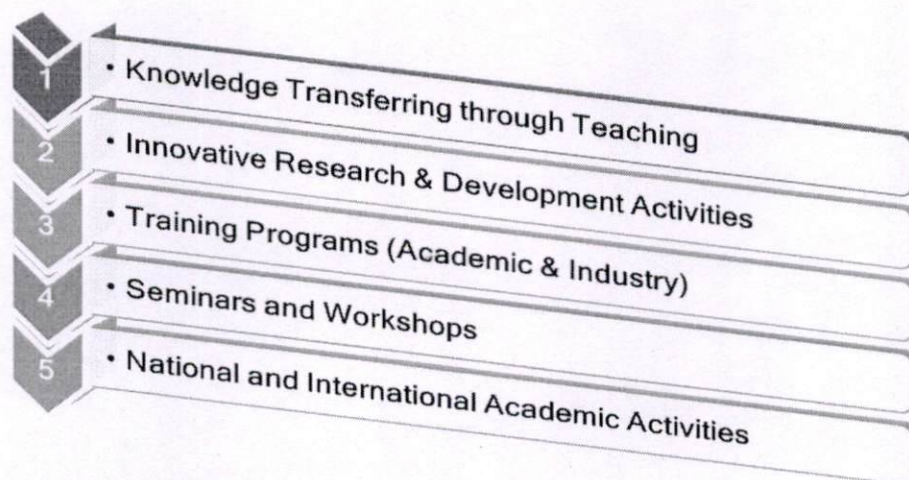 1
• Knowledge Transferring through Teaching
2
• Innovative Research & Development Activities
3
• Training Programs (Academic & Industry)
4
• Seminars and Workshops
5
• National and International Academic Activities